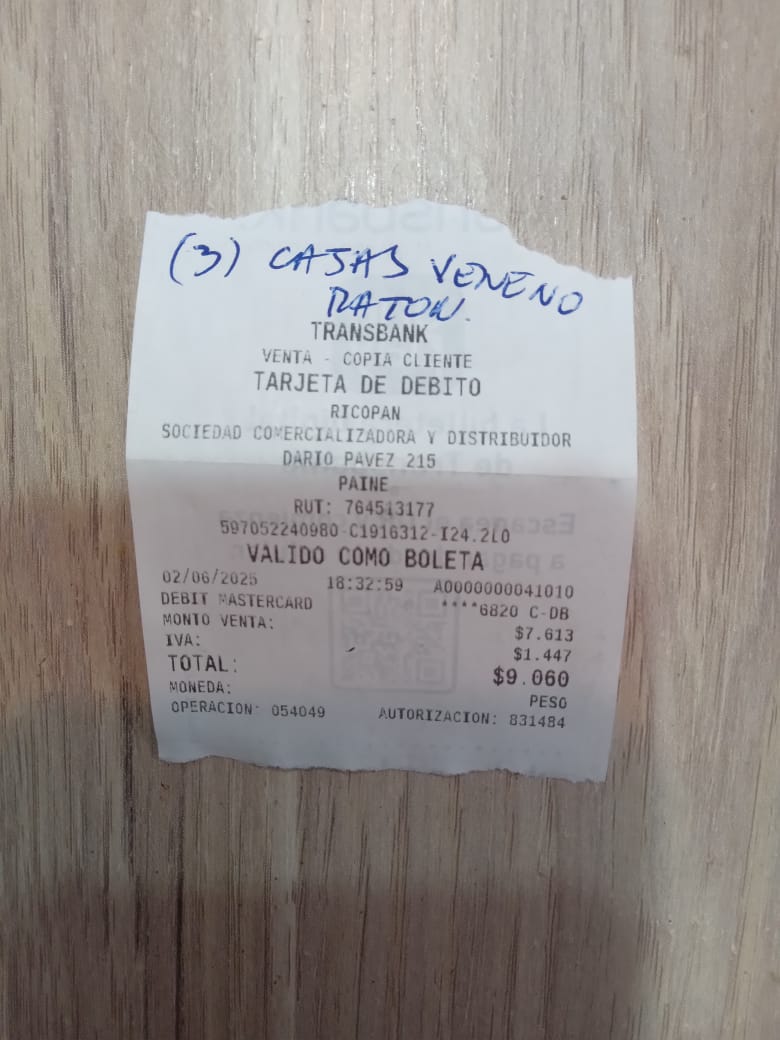 (3) CAJAS VENENO
RATON.
TRANSBANK
VENTA - COPIA CLIENTE
TARJETA DE DEBITO
RICOPAN
SOCIEDAD COMERCIALIZADORA Y DISTRIBUIDOR
DARIO PAVEZ 215
PAINE
RUT: 764513177
597052240980-C1916312-I24.2L0
VALIDO COMO BOLETA
02/06/2025 18:32:59 A0000000041010
DEBIT MASTERCARD ****6820 C-DB
MONTO VENTA: $7.613
IVA: $1.447
TOTAL: $9.060
MONEDA: PESO
OPERACION: 054049 AUTORIZACION: 831484